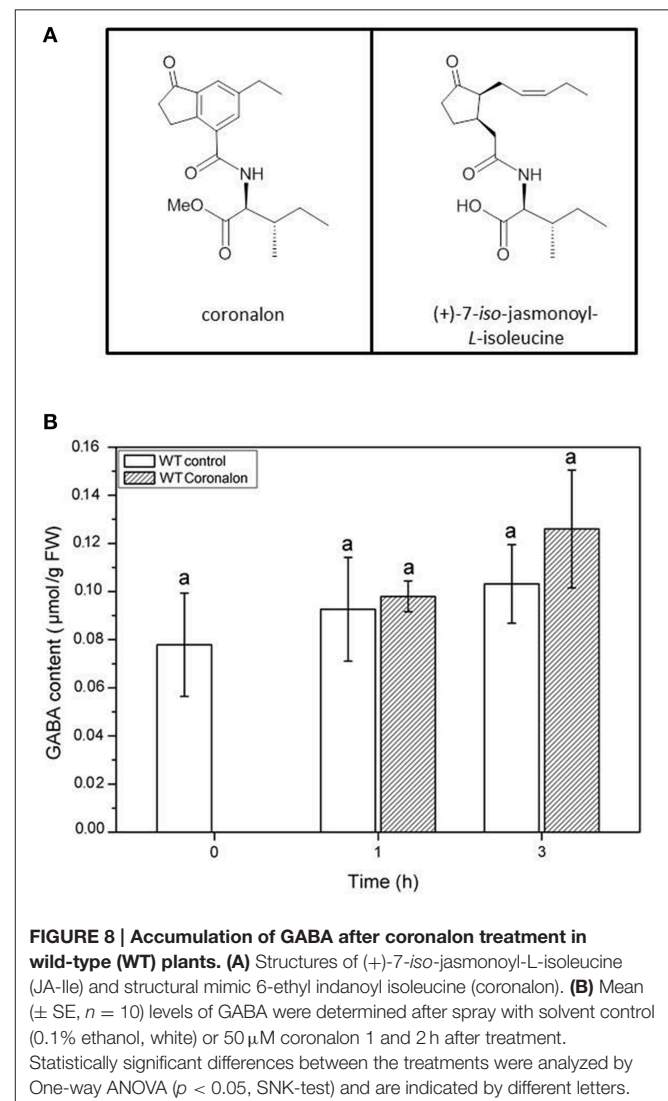 A
O
O
NH
MeO
O
coronalon
O
O
NH
HO
O
(+)-7-iso-jasmonoyl-
L-isoleucine
B
0.16
0.14
0.12
0.10
0.08
0.06
0.04
0.02
0.00
GABA content (µmol/g FW)
WT control
WT Coronalon
a
a
a
a
a
0
1
3
Time (h)
FIGURE 8 | Accumulation of GABA after coronalon treatment in
wild-type (WT) plants. (A) Structures of (+)-7-iso-jasmonoyl-L-isoleucine
(JA-Ile) and structural mimic 6-ethyl indanoyl isoleucine (coronalon). (B) Mean
(± SE, n = 10) levels of GABA were determined after spray with solvent control
(0.1% ethanol, white) or 50 µM coronalon 1 and 2 h after treatment.
Statistically significant differences between the treatments were analyzed by
One-way ANOVA (p < 0.05, SNK-test) and are indicated by different letters.